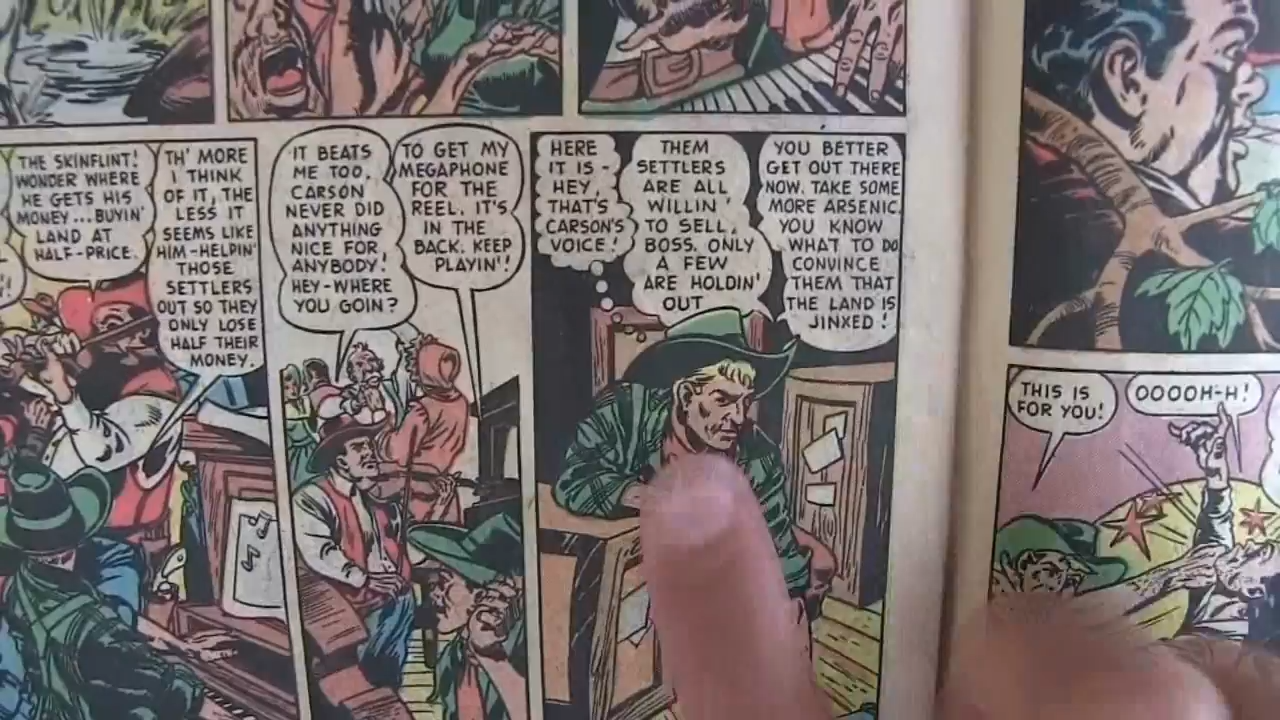 THE SKINFLINT!
WONDER WHERE
HE GETS HIS
MONEY...BUYIN'
LAND AT
HALF-PRICE.
TH' MORE
I THINK
OF IT, THE
LESS IT
SEEMS LIKE
HIM-HELPIN'
THOSE
SETTLERS
OUT SO THEY
ONLY LOSE
HALF THEIR
MONEY.
IT BEATS
ME TOO.
CARSON
NEVER DID
ANYTHING
NICE FOR
ANYBODY!
HEY-WHERE
YOU GOIN?
TO GET MY
MEGAPHONE
FOR THE
REEL. IT'S
IN THE
BACK. KEEP
PLAYIN'!
HERE
IT IS -
HEY,
THAT'S
CARSON'S
VOICE!
THEM
SETTLERS
ARE ALL
WILLIN'
TO SELL,
BOSS. ONLY
A FEW
ARE HOLDIN'
OUT
YOU BETTER
GET OUT THERE
NOW. TAKE SOME
MORE ARSENIC.
YOU KNOW
WHAT TO DO
CONVINCE
THEM THAT
THE LAND IS
JINXED!
THIS IS
FOR YOU!
OOOOH-H!